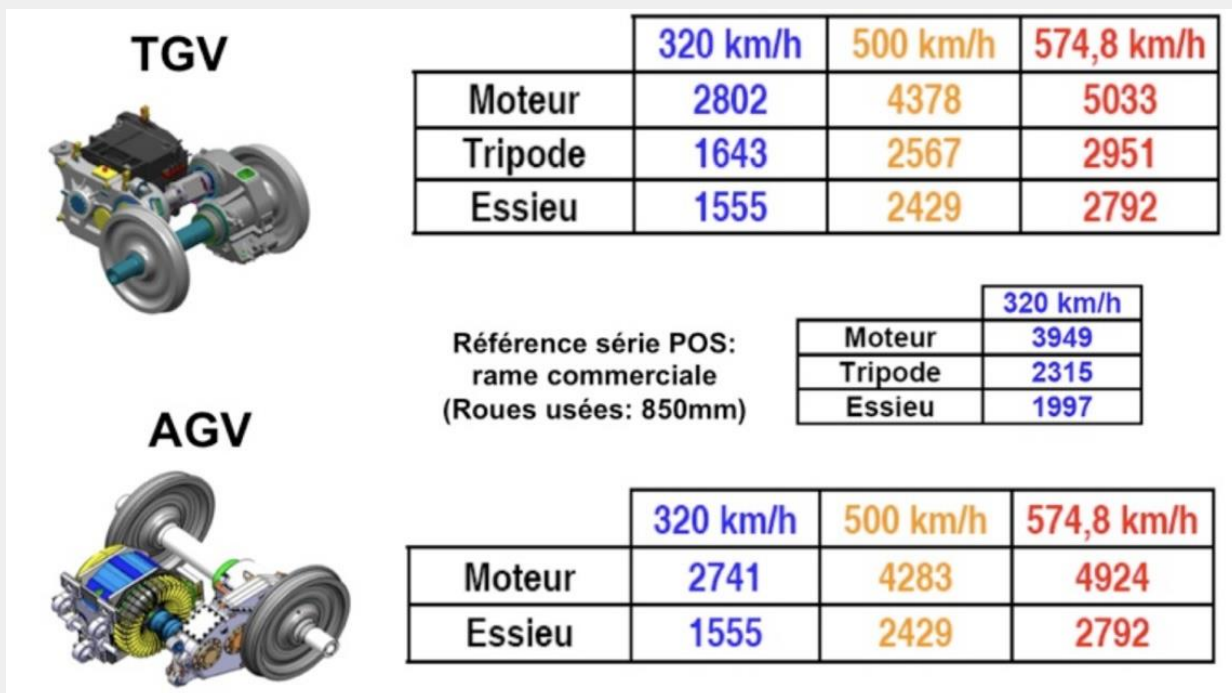 TGV
320 km/h 500 km/h 574,8 km/h
Moteur 2802 4378 5033
Tripode 1643 2567 2951
Essieu 1555 2429 2792
Référence série POS:
rame commerciale
(Roues usées: 850mm)
320 km/h
Moteur 3949
Tripode 2315
Essieu 1997
AGV
320 km/h 500 km/h 574,8 km/h
Moteur 2741 4283 4924
Essieu 1555 2429 2792